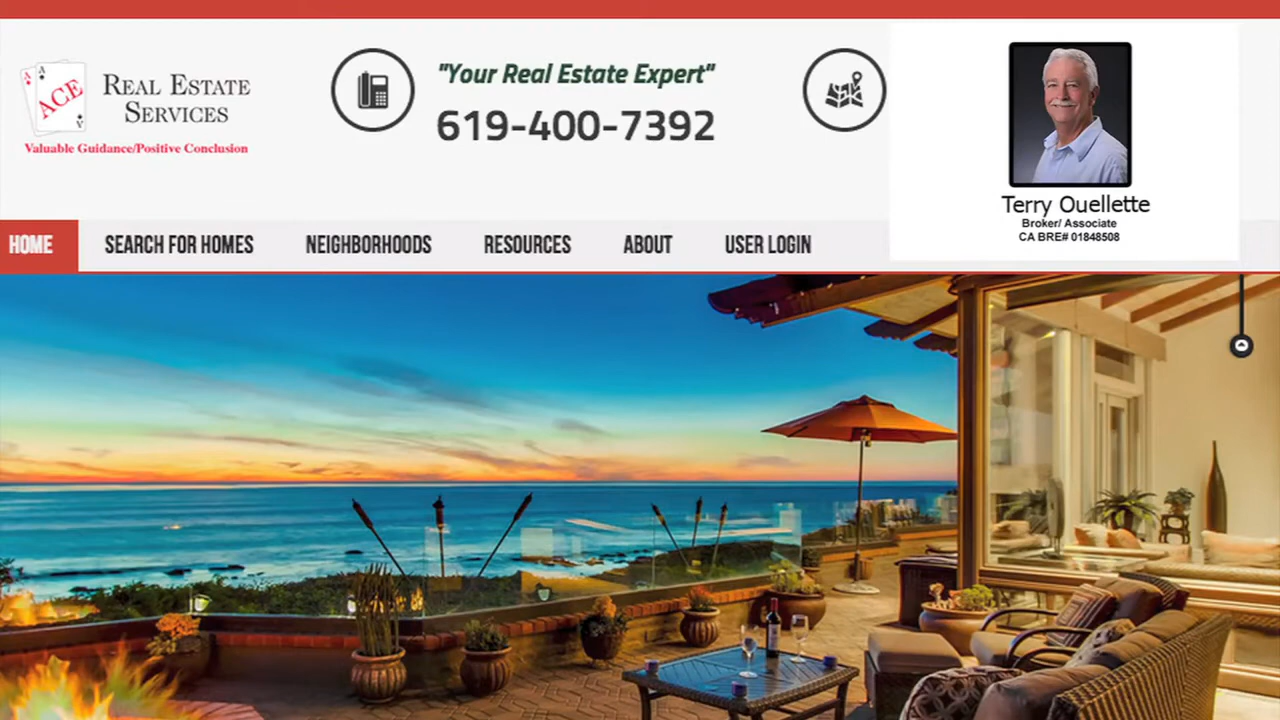 A
A
ACE
A
REAL ESTATE
SERVICES
Valuable Guidance/Positive Conclusion
"Your Real Estate Expert"
619-400-7392
Terry Ouellette
Broker/ Associate
CA BRE# 01848508
HOME
SEARCH FOR HOMES
NEIGHBORHOODS
RESOURCES
ABOUT
USER LOGIN